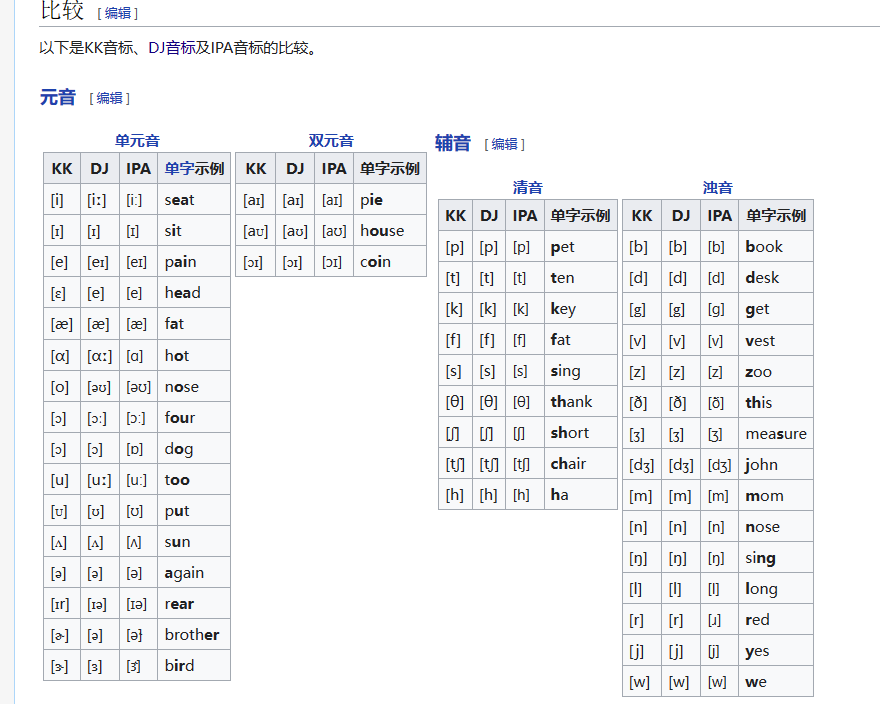 比较 [ 编辑 ]
以下是KK音标、DJ音标及IPA音标的比较。
元音 [ 编辑 ]
单元音
KK DJ IPA 单字示例
[i] [iː] [iː] seat
[ɪ] [ɪ] [ɪ] sit
[e] [eɪ] [eɪ] pain
[ɛ] [e] [e] head
[æ] [æ] [æ] fat
[ɑ] [ɑː] [ɑ] hot
[o] [əʊ] [əʊ] nose
[ɔ] [ɔː] [ɔː] four
[ɔ] [ɔ] [ɒ] dog
[u] [uː] [uː] too
[ʊ] [ʊ] [ʊ] put
[ʌ] [ʌ] [ʌ] sun
[ə] [ə] [ə] again
[ɪr] [ɪə] [ɪə] rear
[ɚ] [ə] [ə˞] brother
[ɝ] [ɜ] [ɝ] bird
双元音
KK DJ IPA 单字示例
[aɪ] [aɪ] [aɪ] pie
[aʊ] [aʊ] [aʊ] house
[ɔɪ] [ɔɪ] [ɔɪ] coin
辅音 [ 编辑 ]
清音
KK DJ IPA 单字示例
[p] [p] [p] pet
[t] [t] [t] ten
[k] [k] [k] key
[f] [f] [f] fat
[s] [s] [s] sing
[θ] [θ] [θ] thank
[ʃ] [ʃ] [ʃ] short
[tʃ] [tʃ] [tʃ] chair
[h] [h] [h] ha
浊音
KK DJ IPA 单字示例
[b] [b] [b] book
[d] [d] [d] desk
[g] [g] [g] get
[v] [v] [v] vest
[z] [z] [z] zoo
[ð] [ð] [ð] this
[ʒ] [ʒ] [ʒ] measure
[dʒ] [dʒ] [dʒ] john
[m] [m] [m] mom
[n] [n] [n] nose
[ŋ] [ŋ] [ŋ] sing
[l] [l] [l] long
[r] [r] [ɹ] red
[j] [j] [j] yes
[w] [w] [w] we